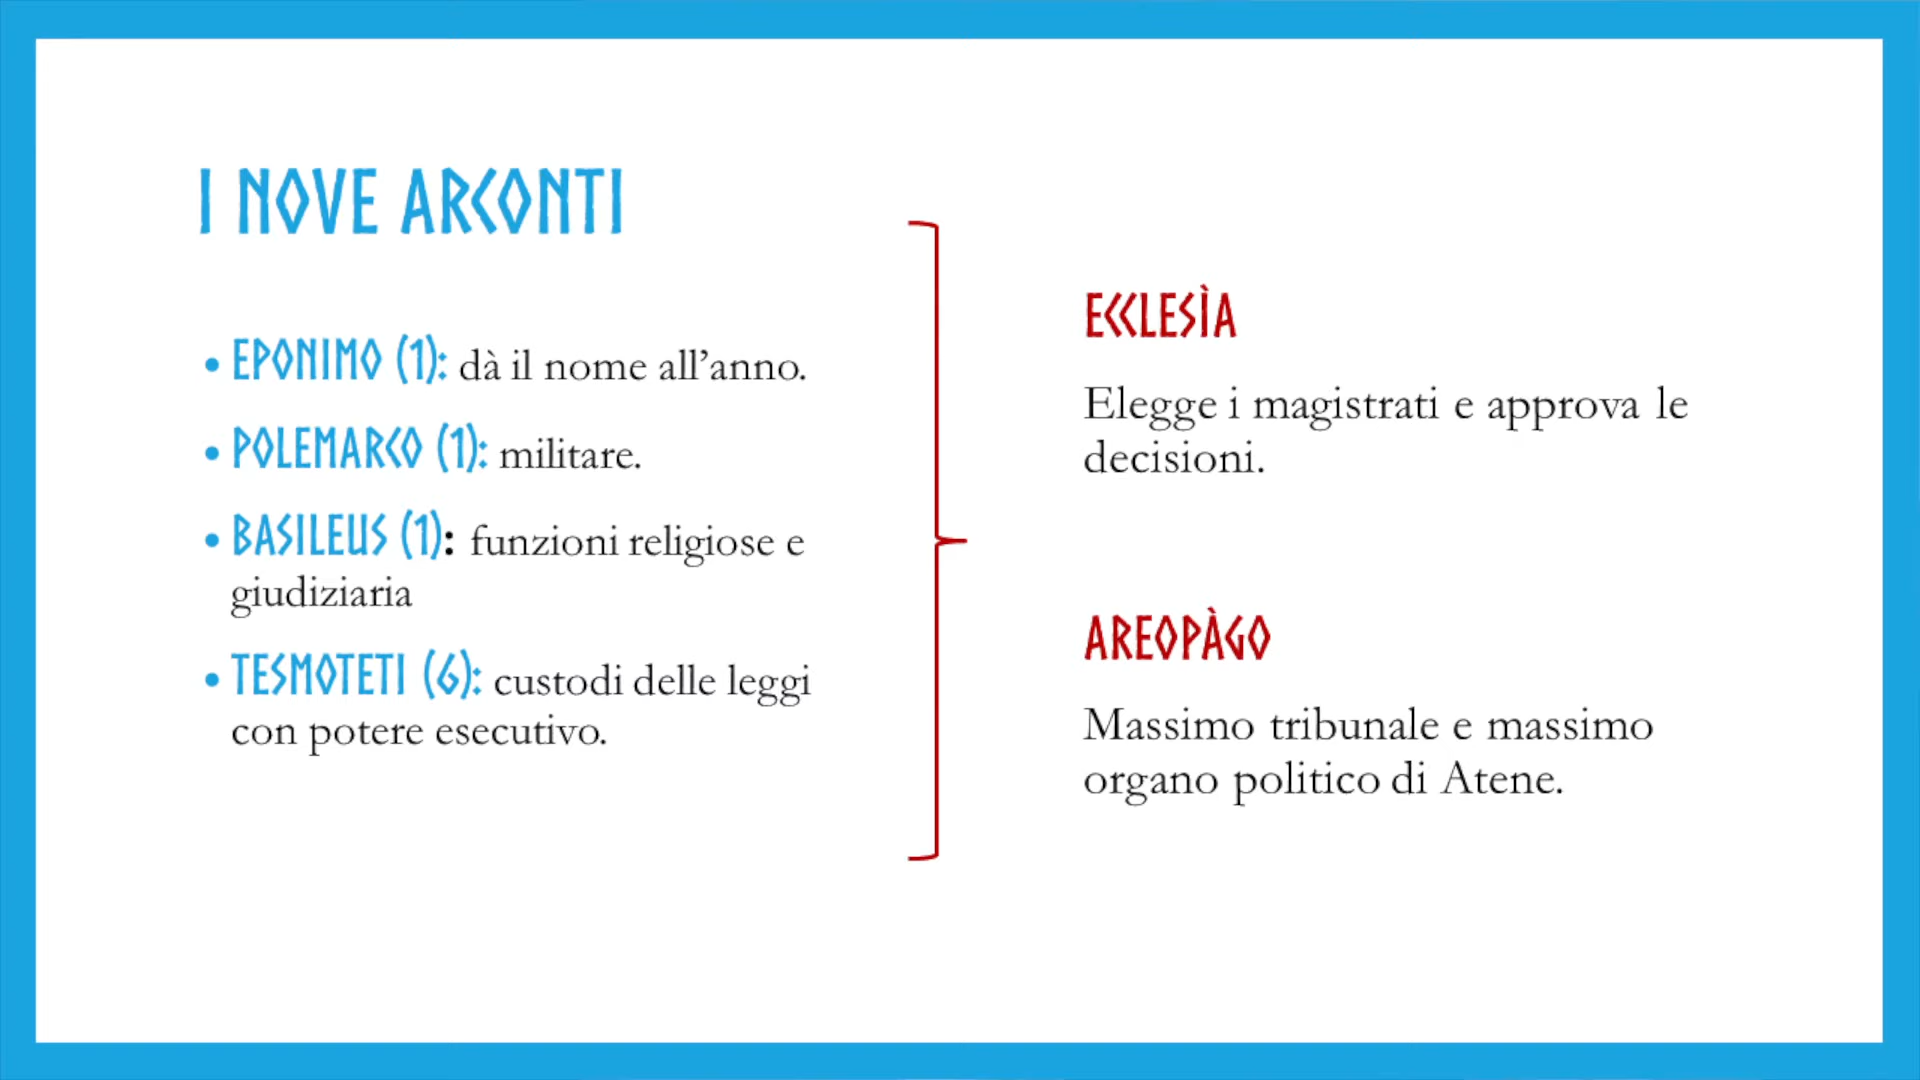 I NOVE ARCONTI
• EPONIMO (1): dà il nome all’anno.
• POLEMARCO (1): militare.
• BASILEUS (1): funzioni religiose e
giudiziaria
• TESMOTETI (6): custodi delle leggi
con potere esecutivo.
ECCLESÌA
Elegge i magistrati e approva le
decisioni.
AREOPÀGO
Massimo tribunale e massimo
organo politico di Atene.